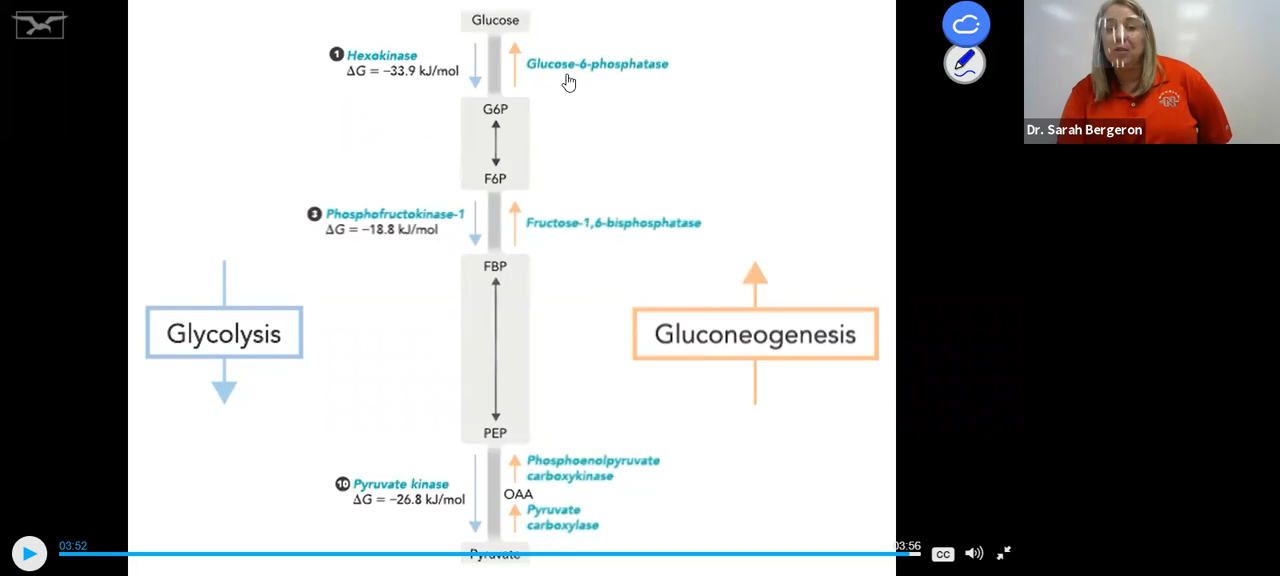 Glucose
1 Hexokinase
ΔG = −33.9 kJ/mol
Glucose-6-phosphatase
G6P
F6P
3 Phosphofructokinase-1
ΔG = −18.8 kJ/mol
Fructose-1,6-bisphosphatase
FBP
Glycolysis
Gluconeogenesis
PEP
10 Pyruvate kinase
ΔG = −26.8 kJ/mol
Phosphoenolpyruvate
carboxykinase
OAA
Pyruvate
carboxylase
Pyruvate
Dr. Sarah Bergeron
N
03:52
03:56
CC